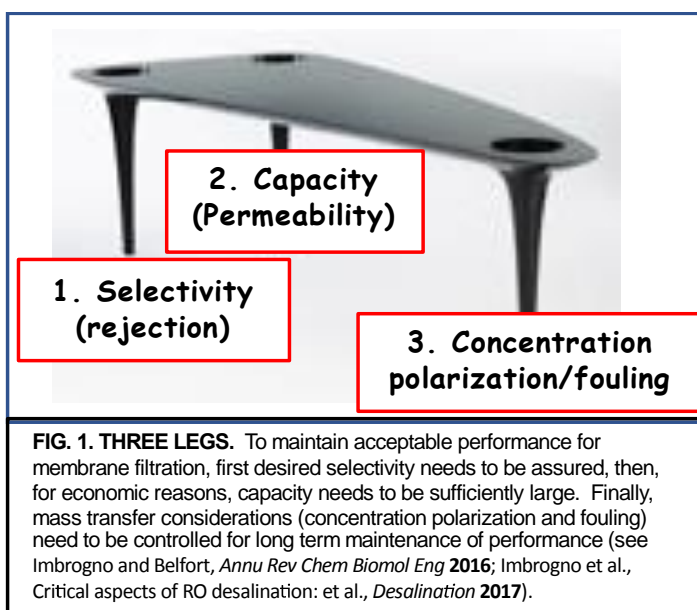 2. Capacity
(Permeability)
1. Selectivity
(rejection)
3. Concentration
polarization/fouling
FIG. 1. THREE LEGS. To maintain acceptable performance for
membrane filtration, first desired selectivity needs to be assured, then,
for economic reasons, capacity needs to be sufficiently large. Finally,
mass transfer considerations (concentration polarization and fouling)
need to be controlled for long term maintenance of performance (see
Imbrogno and Belfort, Annu Rev Chem Biomol Eng 2016; Imbrogno et al.,
Critical aspects of RO desalination: et al., Desalination 2017).